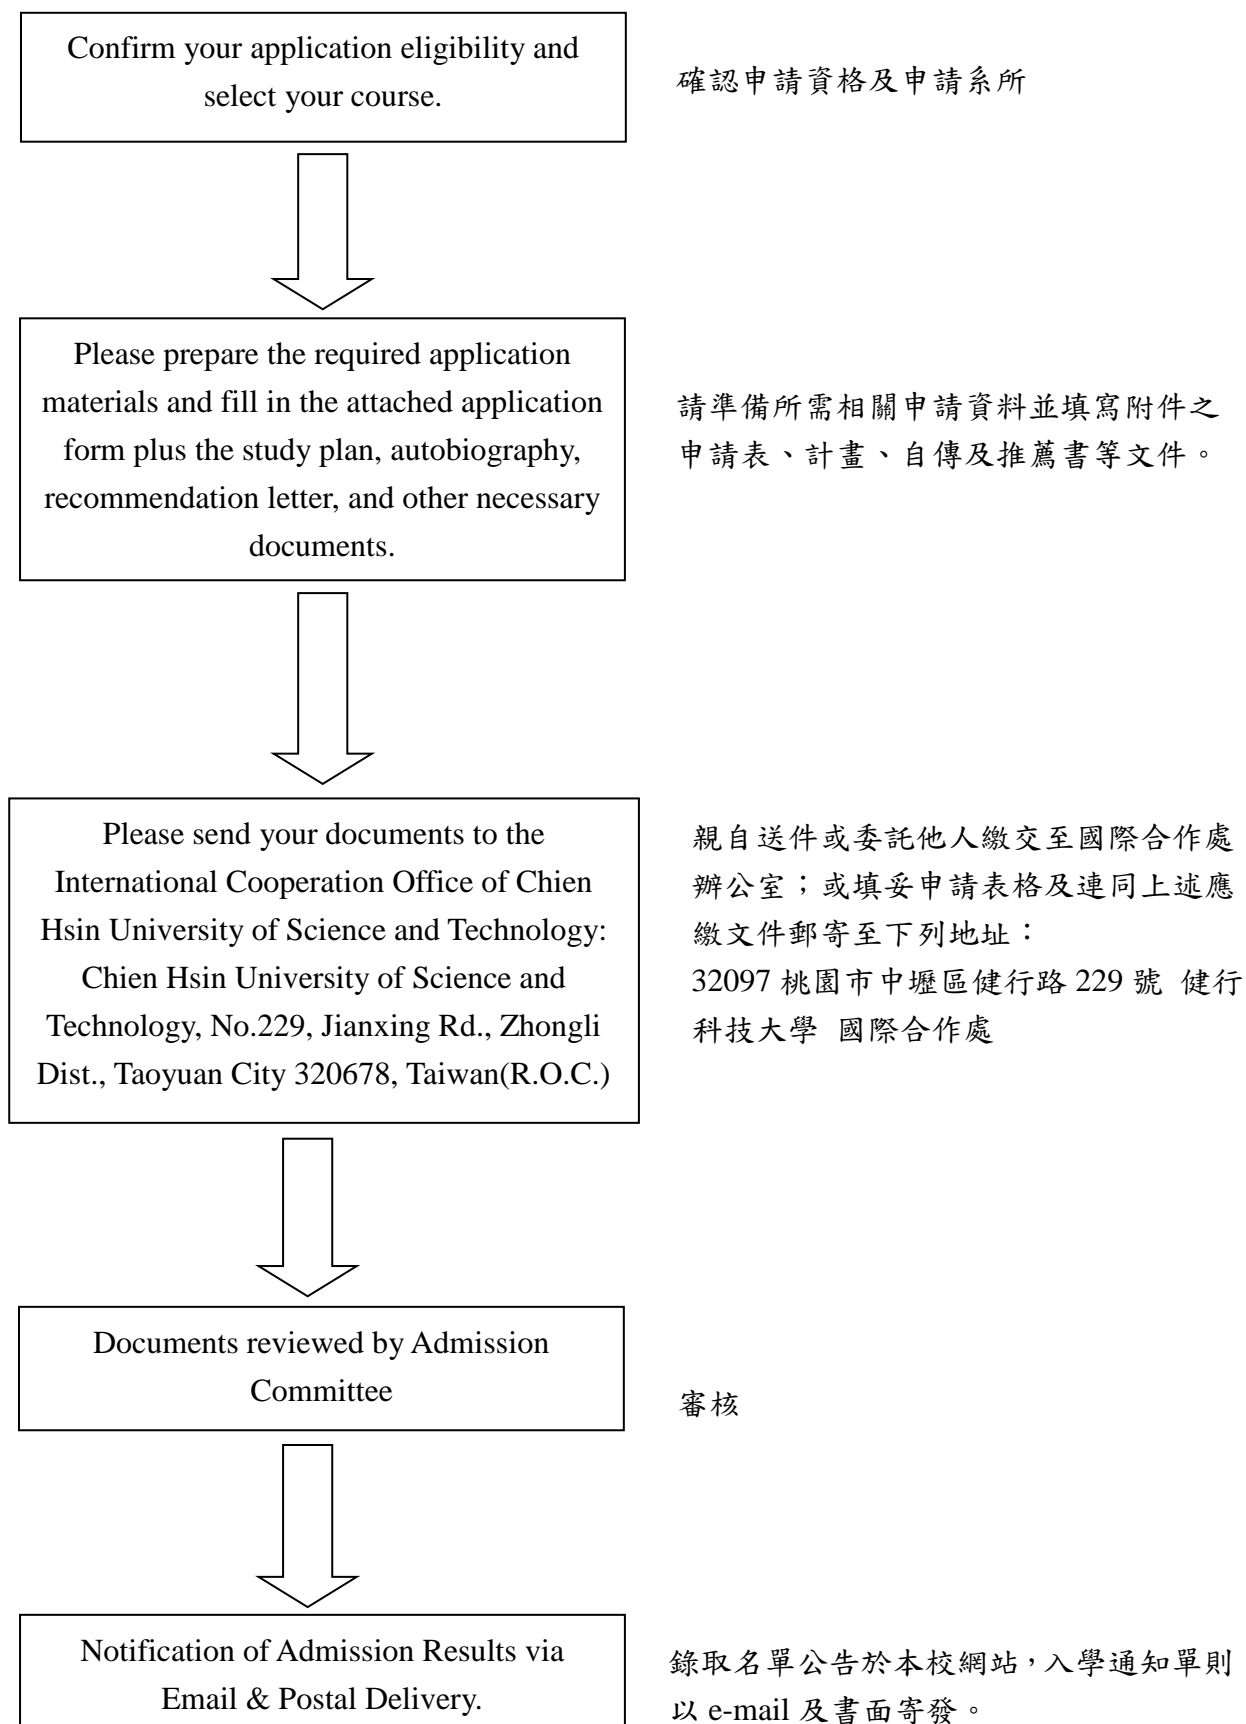 Confirm your application eligibility and
select your course.
確認申請資格及申請系所
Please prepare the required application
materials and fill in the attached application
form plus the study plan, autobiography,
recommendation letter, and other necessary
documents.
請準備所需相關申請資料並填寫附件之
申請表、計畫、自傳及推薦書等文件。
Please send your documents to the
International Cooperation Office of Chien
Hsin University of Science and Technology:
Chien Hsin University of Science and
Technology, No.229, Jianxing Rd., Zhongli
Dist., Taoyuan City 320678, Taiwan(R.O.C.)
親自送件或委託他人繳交至國際合作處
辦公室；或填妥申請表格及連同上述應
繳文件郵寄至下列地址：
32097 桃園市中壢區健行路 229 號 健行
科技大學 國際合作處
Documents reviewed by Admission
Committee
審核
Notification of Admission Results via
Email & Postal Delivery.
錄取名單公告於本校網站，入學通知單則
以 e-mail 及書面寄發。